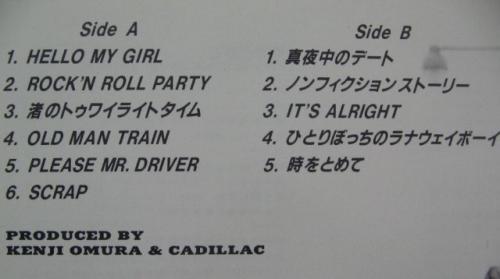 Side A
1. HELLO MY GIRL
2. ROCK'N ROLL PARTY
3. 渚のトゥワイライトタイム
4. OLD MAN TRAIN
5. PLEASE MR. DRIVER
6. SCRAP
Side B
1. 真夜中のデート
2. ノンフィクションストーリー
3. IT'S ALRIGHT
4. ひとりぼっちのラナウェイボーイ
5. 時をとめて
PRODUCED BY
KENJI OMURA & CADILLAC